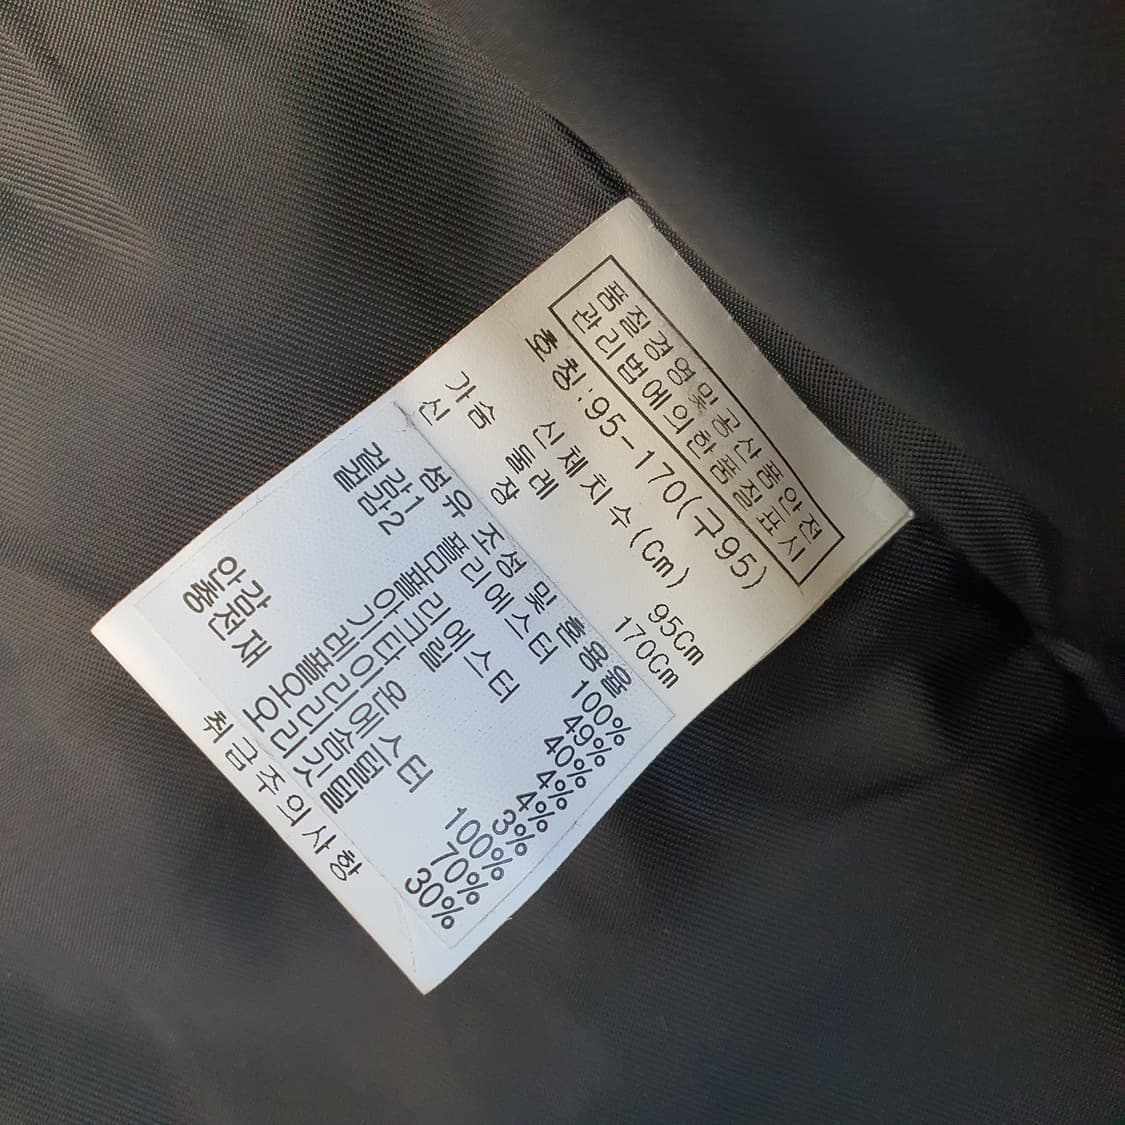 품질경영및공산품안전
관리법에의한품질표시
호칭:95-170(구95)
신체치수(Cm)
가슴 둘레 95Cm
신 장 170Cm
섬유 조성 및 혼용율
겉감1 폴리에스터 100%
겉감2 폴리에스터 49%
40%
아크릴 4%
기타 4%
레이온 3%
안감 폴리에스터 100%
충전재 오리솜털 70%
오리깃털 30%
취급주의사항